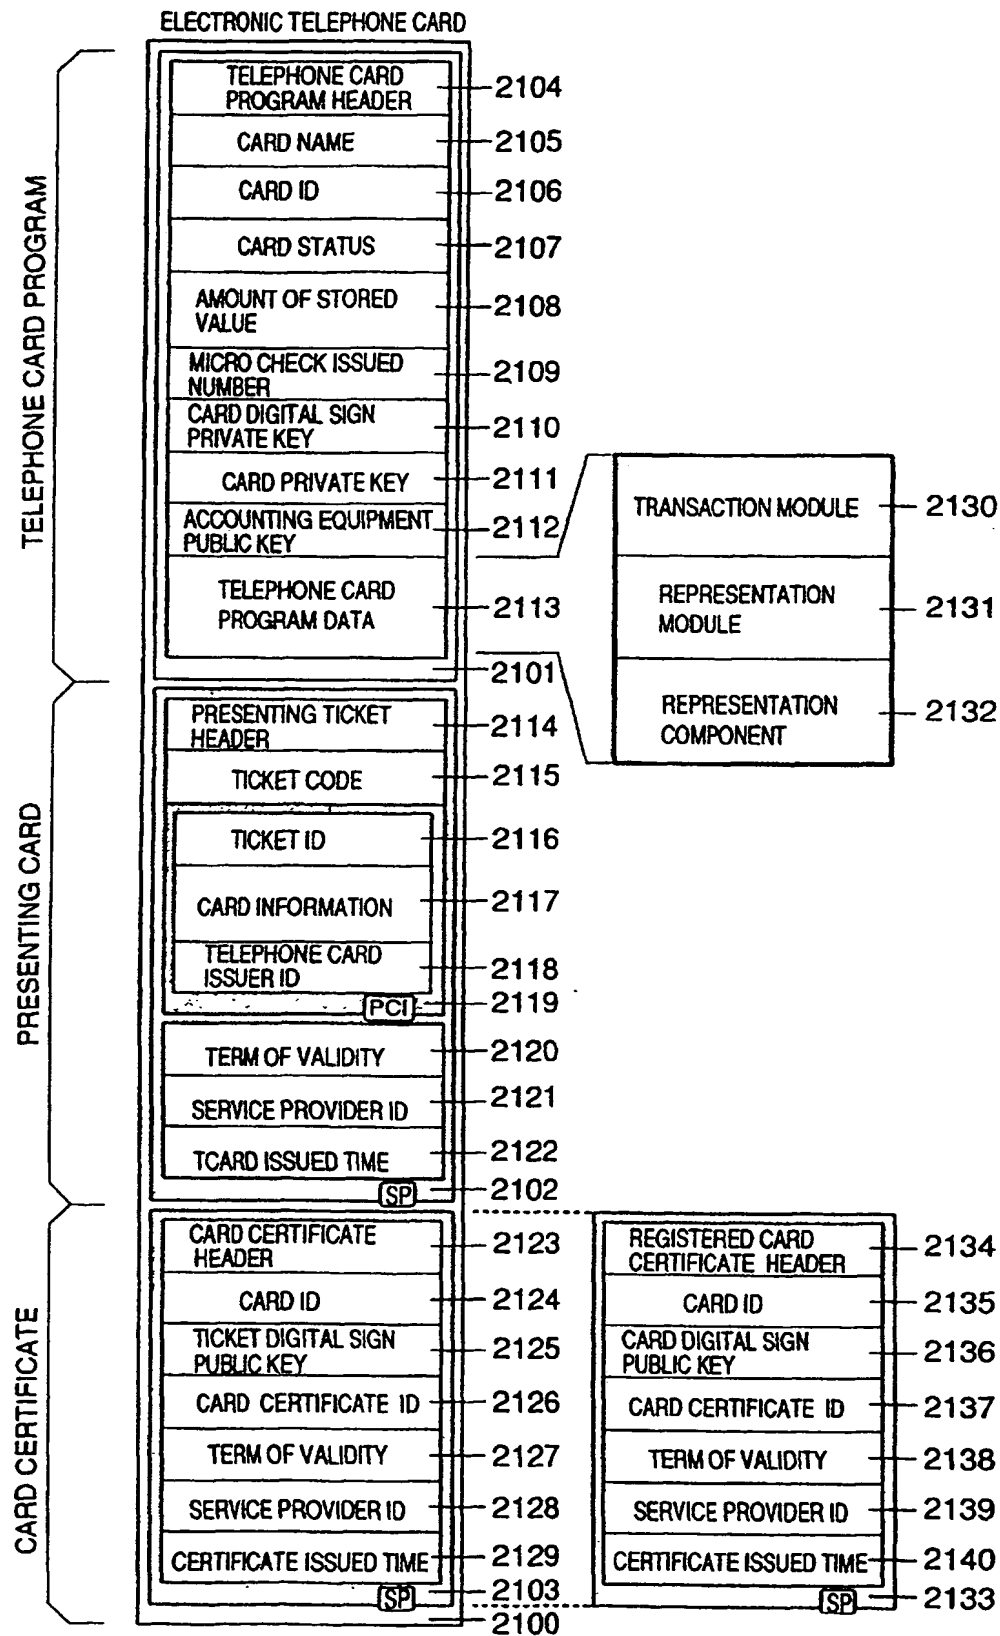 ELECTRONIC TELEPHONE CARD
TELEPHONE CARD PROGRAM
TELEPHONE CARD
PROGRAM HEADER
2104
CARD NAME
2105
CARD ID
2106
CARD STATUS
2107
AMOUNT OF STORED
VALUE
2108
MICRO CHECK ISSUED
NUMBER
2109
CARD DIGITAL SIGN
PRIVATE KEY
2110
CARD PRIVATE KEY
2111
ACCOUNTING EQUIPMENT
PUBLIC KEY
2112
TELEPHONE CARD
PROGRAM DATA
2113
2101
TRANSACTION MODULE
2130
REPRESENTATION
MODULE
2131
REPRESENTATION
COMPONENT
2132
PRESENTING CARD
PRESENTING TICKET
HEADER
2114
TICKET CODE
2115
TICKET ID
2116
CARD INFORMATION
2117
TELEPHONE CARD
ISSUER ID
2118
PCI
2119
TERM OF VALIDITY
2120
SERVICE PROVIDER ID
2121
TCARD ISSUED TIME
2122
SP
2102
CARD CERTIFICATE
CARD CERTIFICATE
HEADER
2123
CARD ID
2124
TICKET DIGITAL SIGN
PUBLIC KEY
2125
CARD CERTIFICATE ID
2126
TERM OF VALIDITY
2127
SERVICE PROVIDER ID
2128
CERTIFICATE ISSUED TIME
2129
SP
2103
2100
REGISTERED CARD
CERTIFICATE HEADER
2134
CARD ID
2135
CARD DIGITAL SIGN
PUBLIC KEY
2136
CARD CERTIFICATE ID
2137
TERM OF VALIDITY
2138
SERVICE PROVIDER ID
2139
CERTIFICATE ISSUED TIME
2140
SP
2133